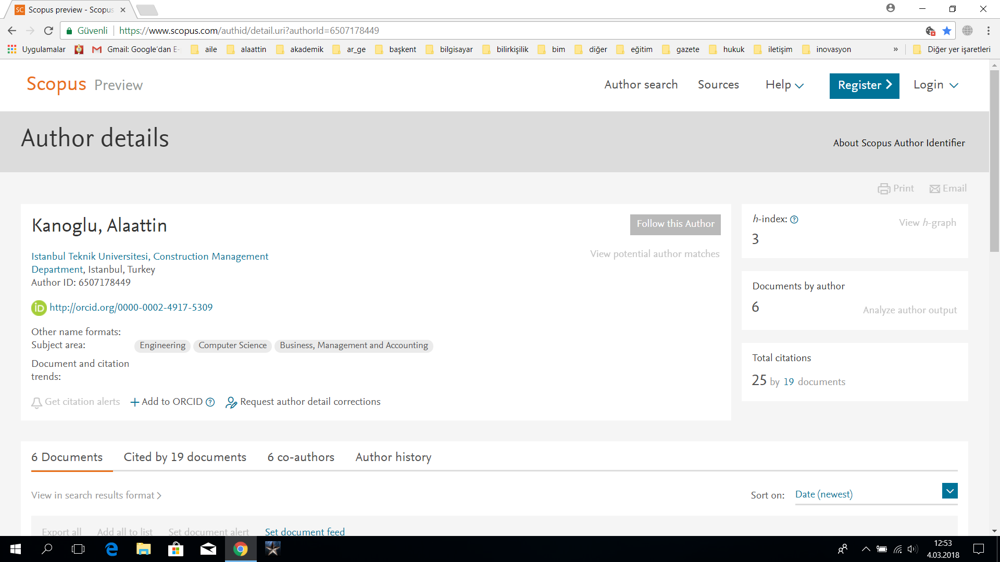 SC Scopus preview - Scopus
Güvenli https://www.scopus.com/authid/detail.uri?authorId=6507178449
Uygulamalar Gmail: Google'dan E- aile alaattin akademik ar_ge başkent bilgisayar bilirkişilik bim diğer eğitim gazete hukuk iletişim inovasyon » Diğer yer işaretleri
Scopus Preview Author search Sources Help Register Login
Author details
About Scopus Author Identifier
Print Email
Kanoglu, Alaattin
Follow this Author
View potential author matches
Istanbul Teknik Universitesi, Construction Management
Department, Istanbul, Turkey
Author ID: 6507178449
iD http://orcid.org/0000-0002-4917-5309
Other name formats:
Subject area: Engineering Computer Science Business, Management and Accounting
Document and citation
trends:
Get citation alerts + Add to ORCID ? Request author detail corrections
h-index: ? View h-graph
3
Documents by author
6 Analyze author output
Total citations
25 by 19 documents
6 Documents Cited by 19 documents 6 co-authors Author history
View in search results format >
Sort on: Date (newest)
Export all Add all to list Set document alert Set document feed
12:53
4.03.2018